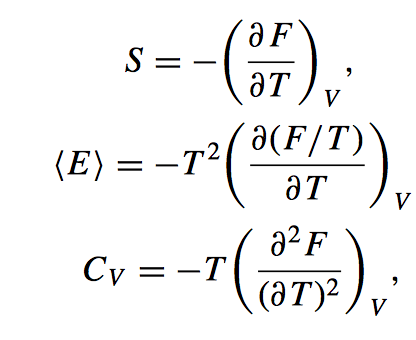 S = −(∂F/∂T)_V,
⟨E⟩ = −T²(∂(F/T)/∂T)_V
C_V = −T(∂²F/(∂T)²)_V,